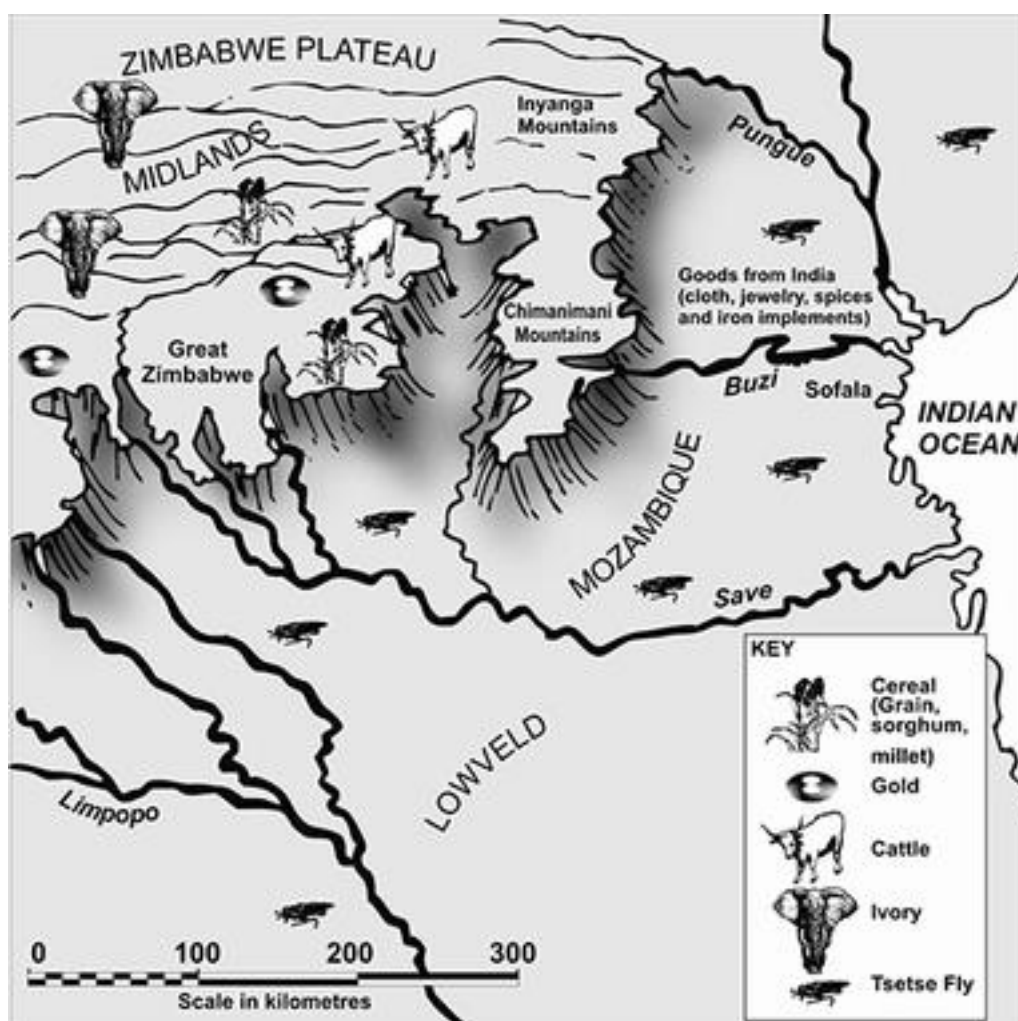 ZIMBABWE PLATEAU
Inyanga
Mountains
MIDLANDS
Pungue
Goods from India
(cloth, jewelry, spices
and iron implements)
Chimanimani
Mountains
Great
Zimbabwe
Buzi
Sofala
INDIAN
OCEAN
MOZAMBIQUE
Save
LOWVELD
Limpopo
KEY
Cereal
(Grain,
sorghum,
millet)
Gold
Cattle
Ivory
Tsetse Fly
0 100 200 300
Scale in kilometres